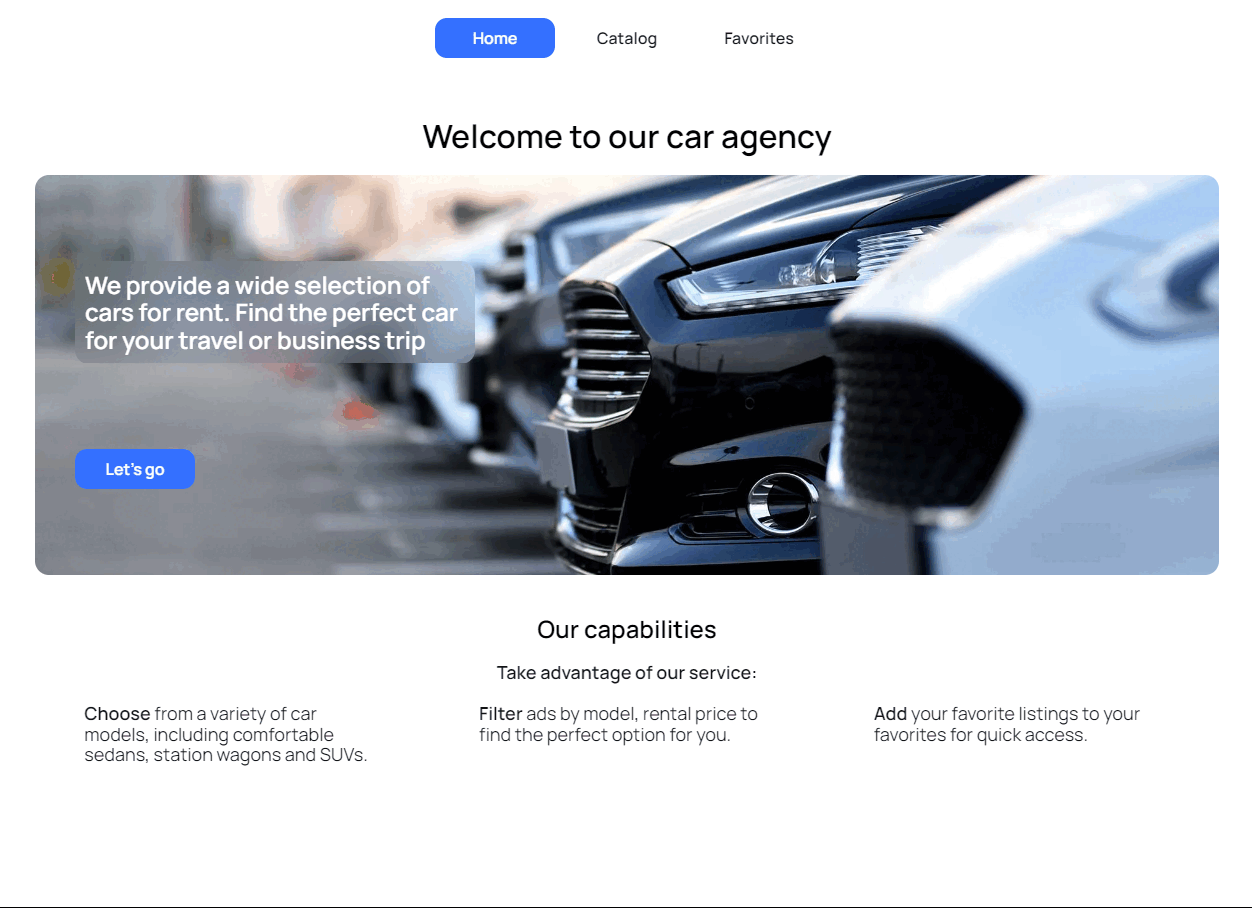 Home Catalog Favorites
Welcome to our car agency
We provide a wide selection of
cars for rent. Find the perfect car
for your travel or business trip
Let's go
Our capabilities
Take advantage of our service:
Choose from a variety of car
models, including comfortable
sedans, station wagons and SUVs.
Filter ads by model, rental price to
find the perfect option for you.
Add your favorite listings to your
favorites for quick access.